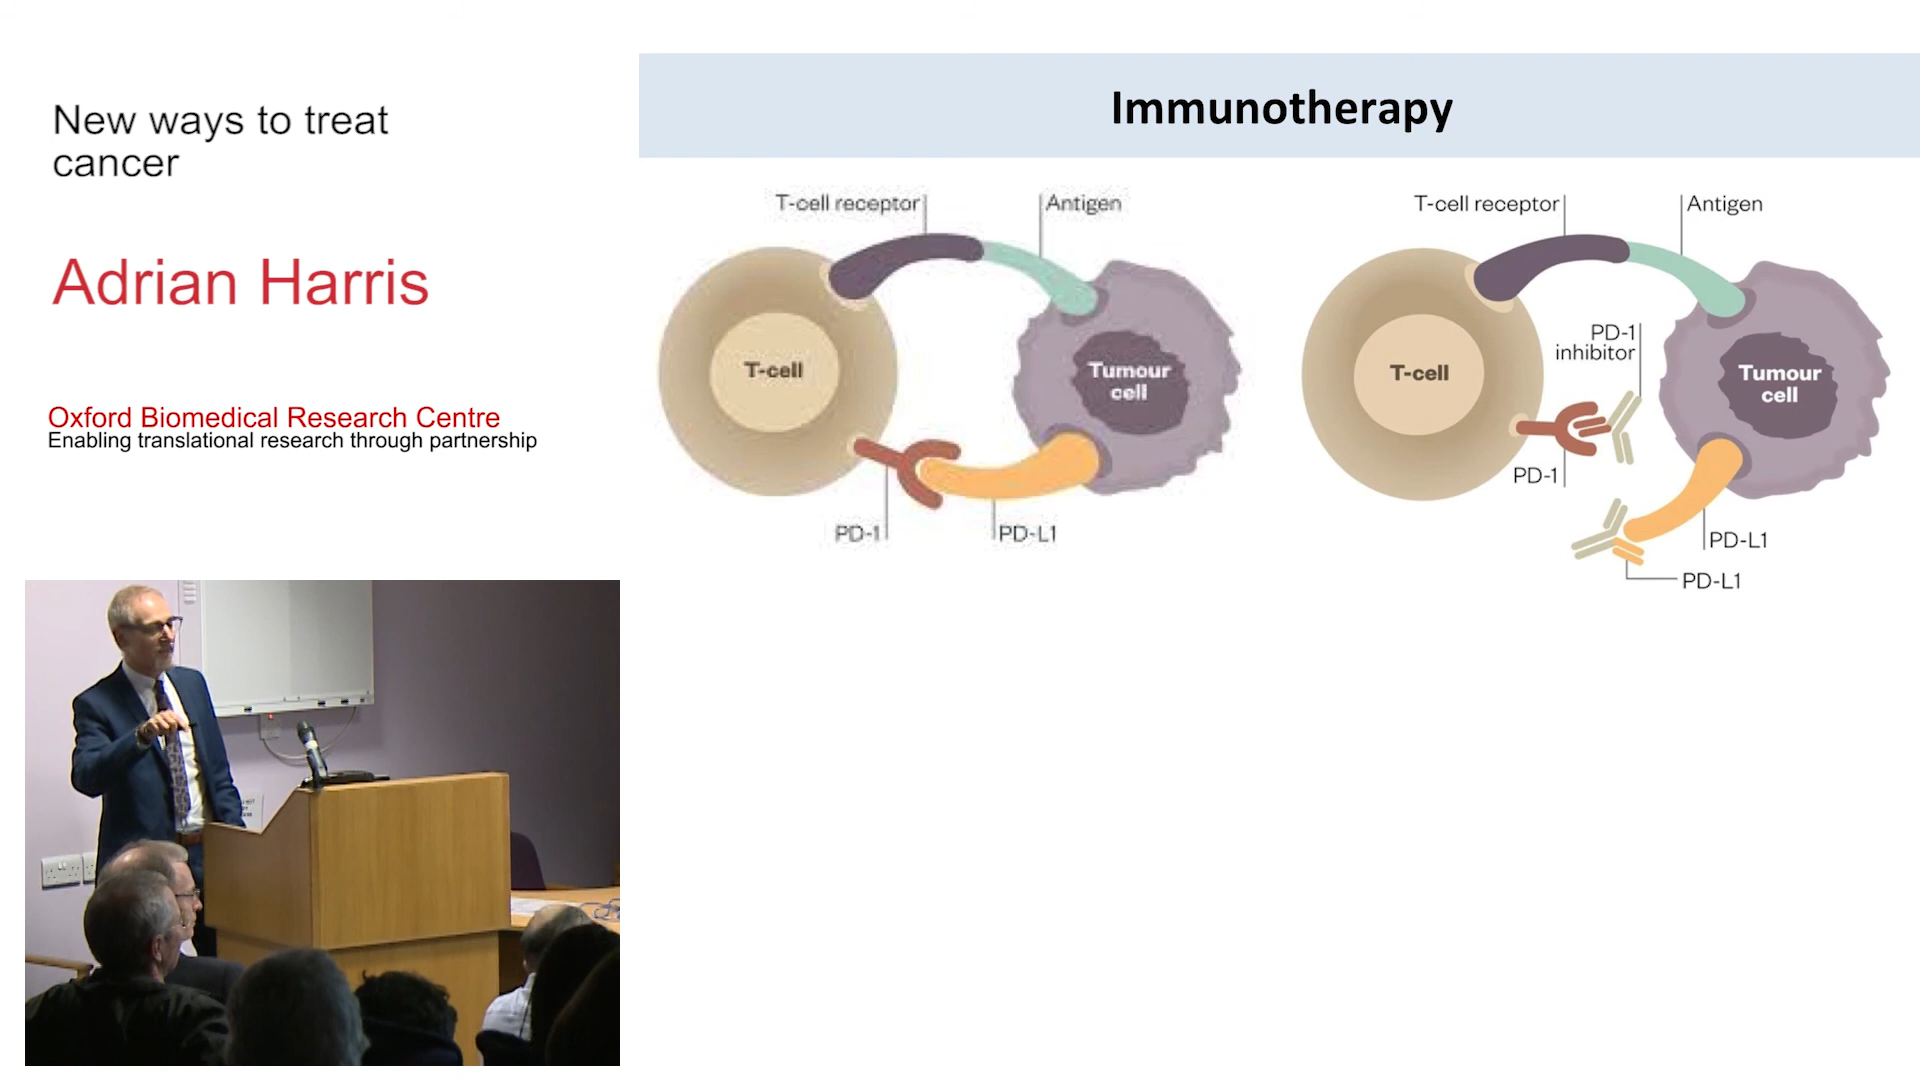 New ways to treat
cancer
Adrian Harris
Oxford Biomedical Research Centre
Enabling translational research through partnership
Immunotherapy
T-cell receptor
Antigen
T-cell
Tumour
cell
PD-1
PD-L1
T-cell receptor
Antigen
PD-1
inhibitor
T-cell
Tumour
cell
PD-1
PD-L1
PD-L1